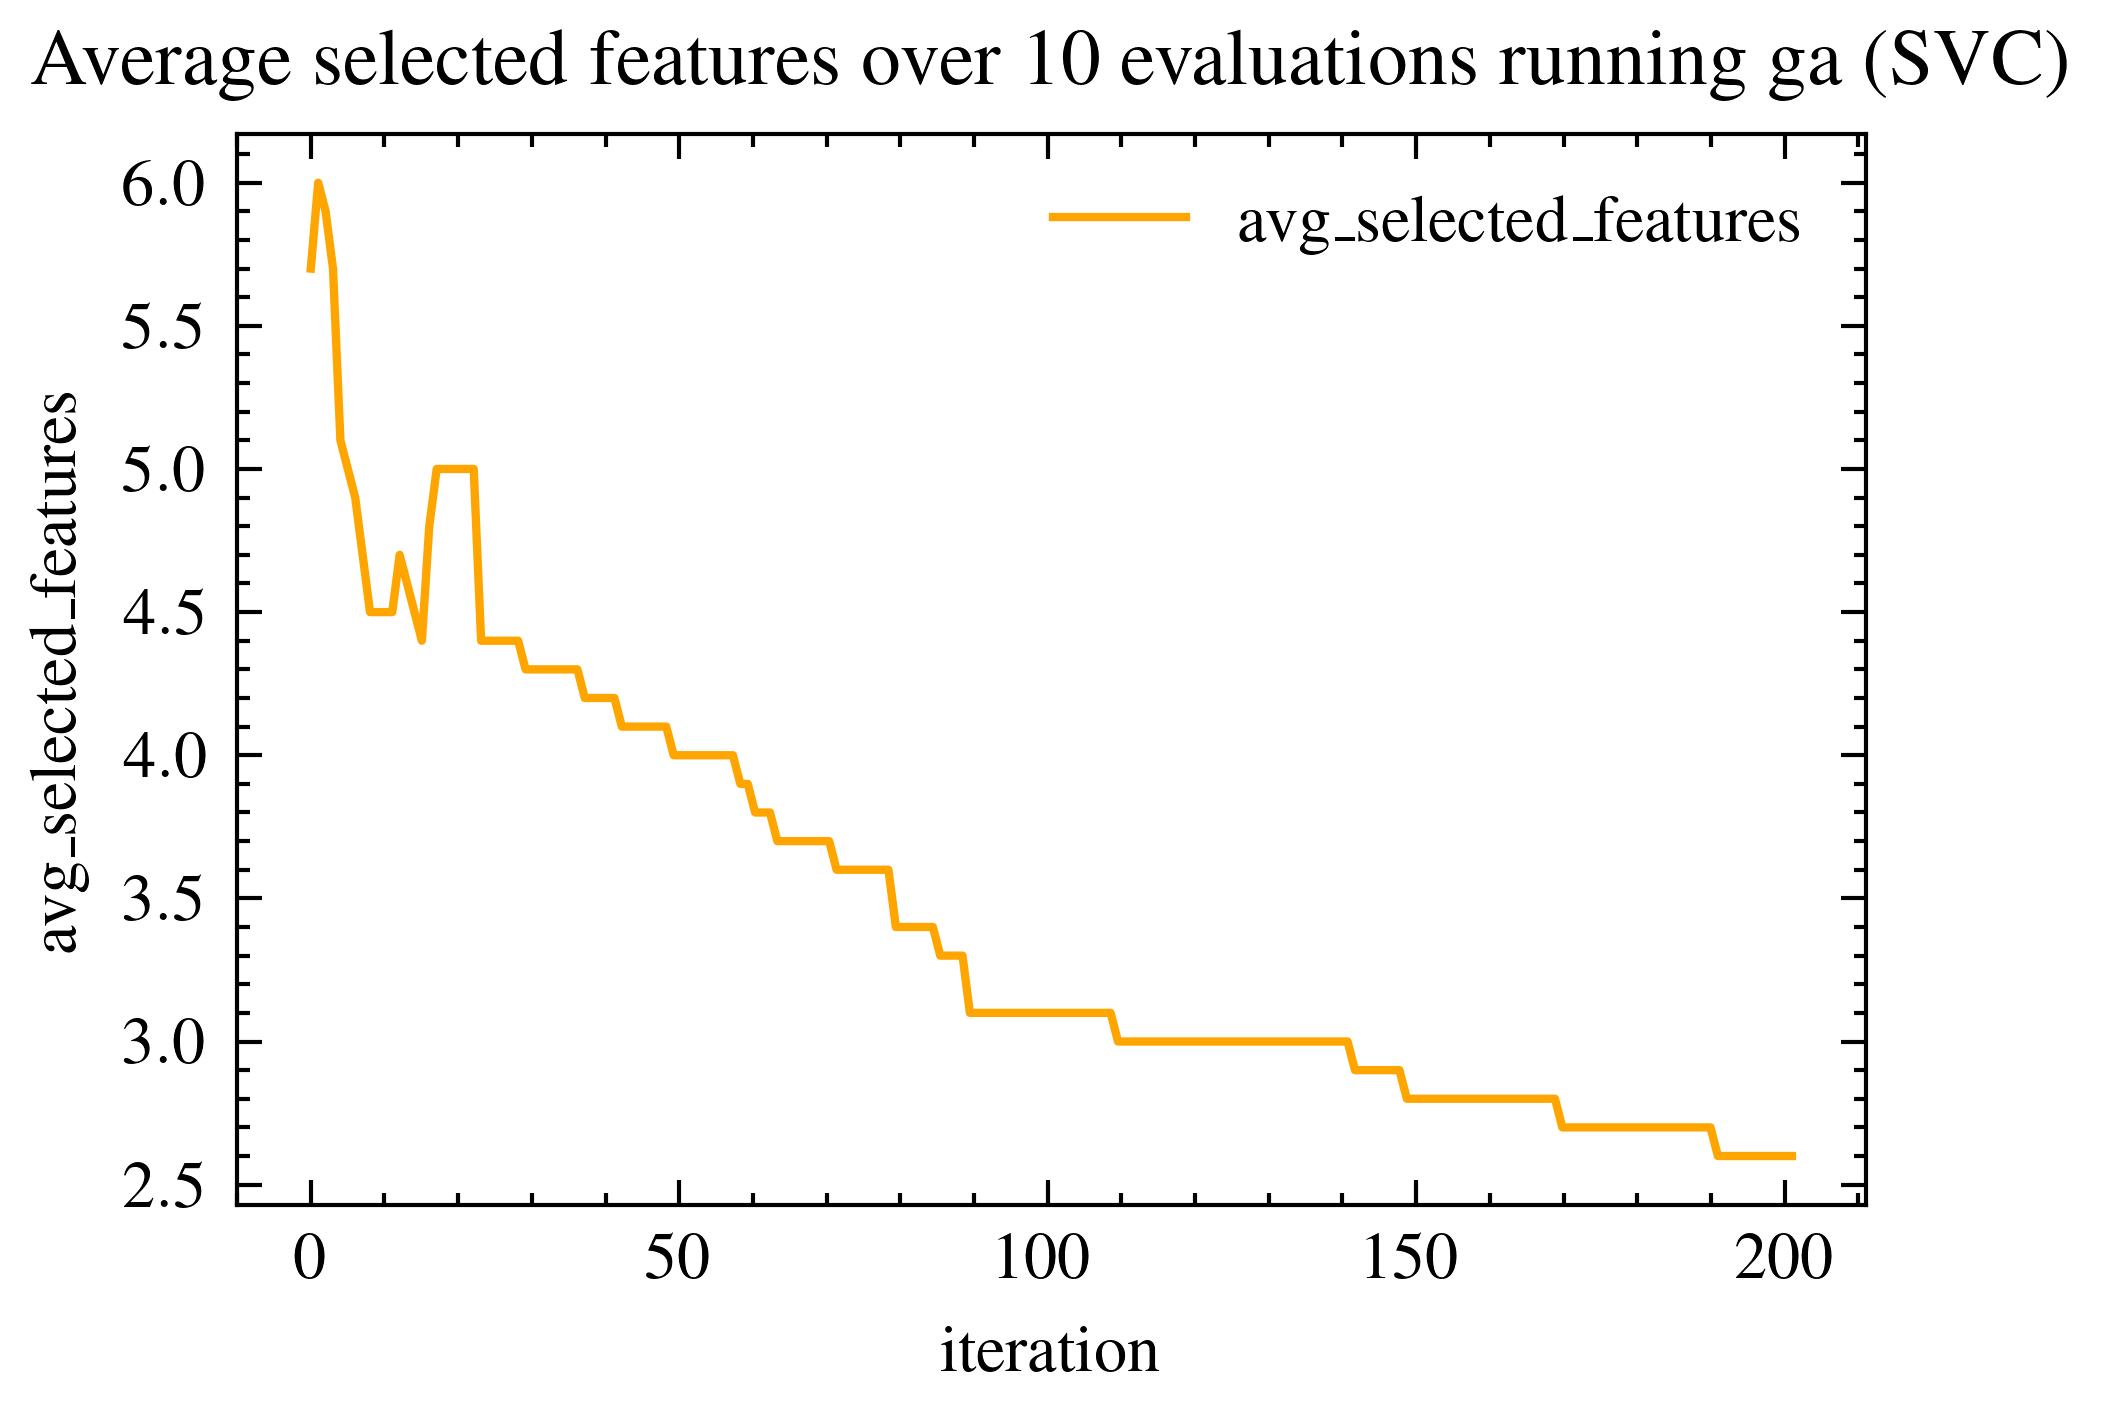 Average selected features over 10 evaluations running ga (SVC)
avg_selected_features
6.0
5.5
5.0
4.5
4.0
3.5
3.0
2.5
avg_selected_features
0 50 100 150 200
iteration